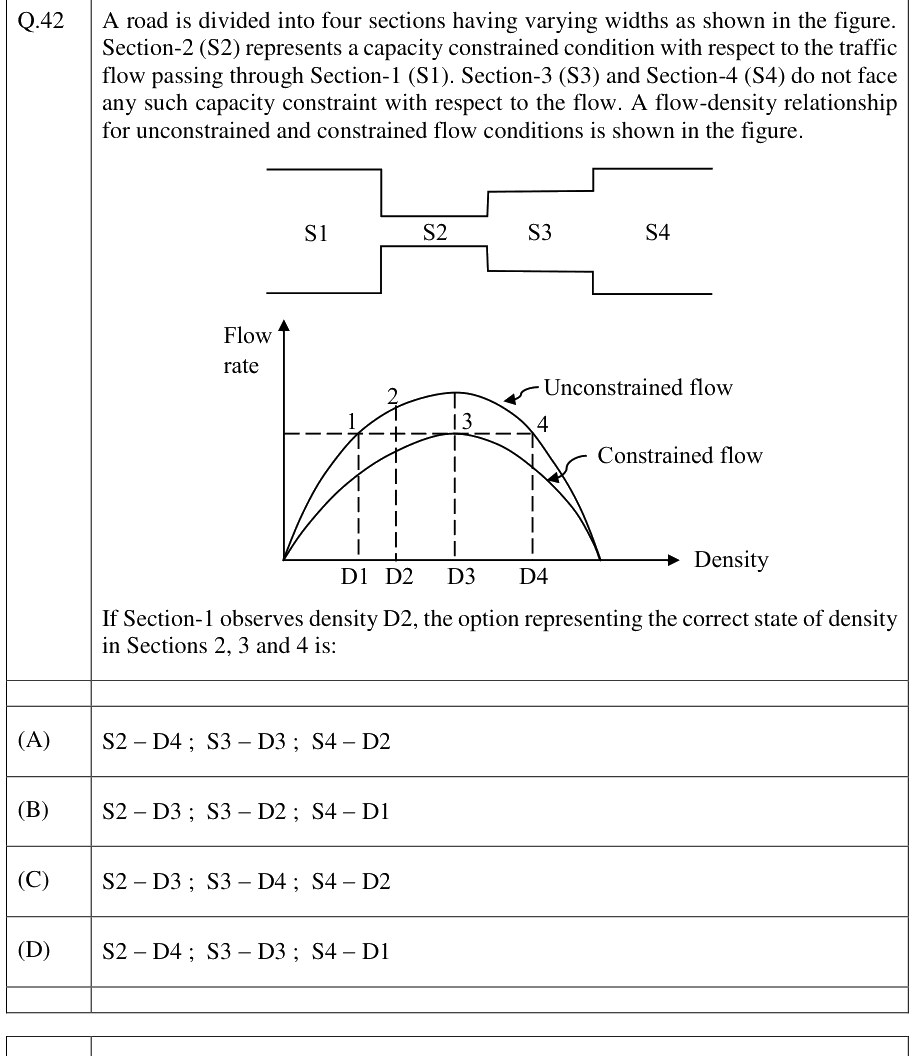 Q.42 A road is divided into four sections having varying widths as shown in the figure.
Section-2 (S2) represents a capacity constrained condition with respect to the traffic
flow passing through Section-1 (S1). Section-3 (S3) and Section-4 (S4) do not face
any such capacity constraint with respect to the flow. A flow-density relationship
for unconstrained and constrained flow conditions is shown in the figure.
S1 S2 S3 S4
Flow
rate
Unconstrained flow
2
1 3 4
Constrained flow
Density
D1 D2 D3 D4
If Section-1 observes density D2, the option representing the correct state of density
in Sections 2, 3 and 4 is:
(A) S2 – D4 ; S3 – D3 ; S4 – D2
(B) S2 – D3 ; S3 – D2 ; S4 – D1
(C) S2 – D3 ; S3 – D4 ; S4 – D2
(D) S2 – D4 ; S3 – D3 ; S4 – D1